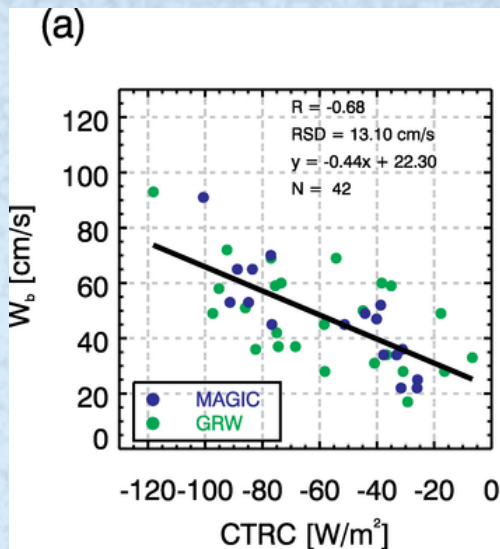 (a)
R = -0.68
RSD = 13.10 cm/s
y = -0.44x + 22.30
N = 42
W_b [cm/s]
120
100
80
60
40
20
0
MAGIC
GRW
-120 -100 -80 -60 -40 -20 0
CTRC [W/m²]